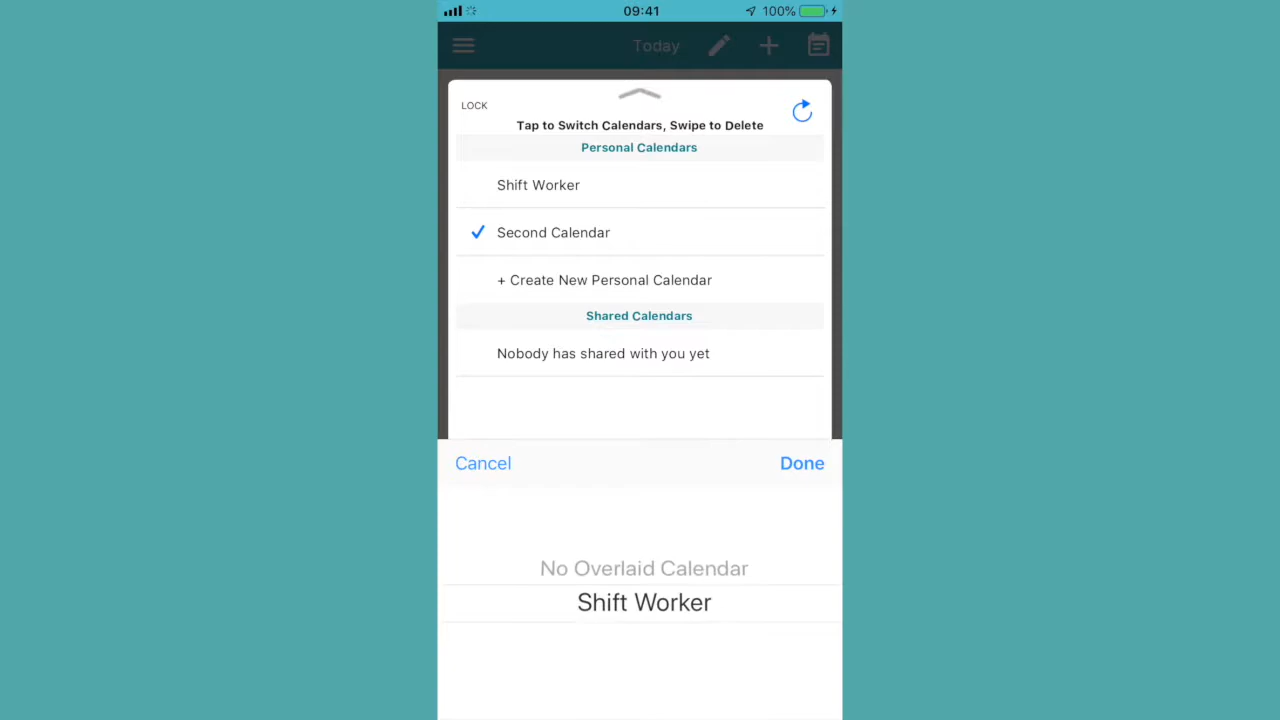 09:41
100%
Today
LOCK
Tap to Switch Calendars, Swipe to Delete
Personal Calendars
Shift Worker
Second Calendar
+ Create New Personal Calendar
Shared Calendars
Nobody has shared with you yet
Cancel
Done
No Overlaid Calendar
Shift Worker